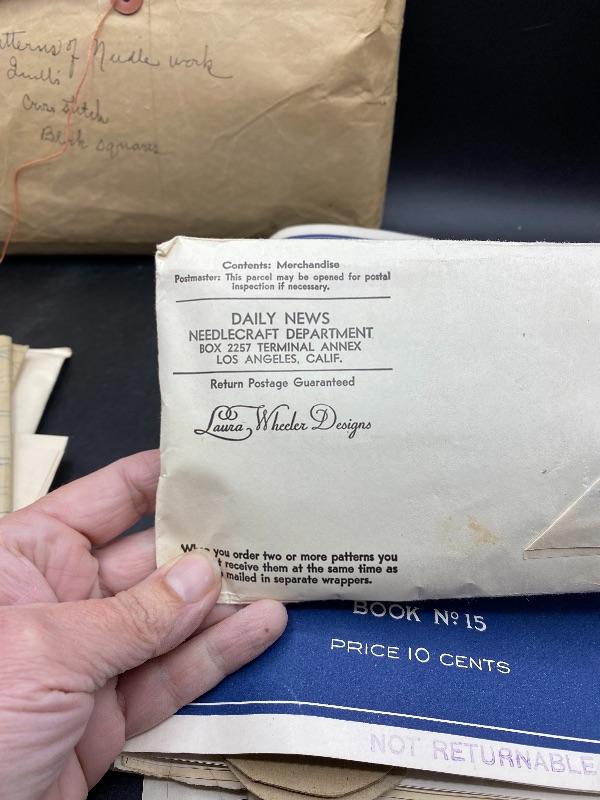 Patterns of Needle work
Quilts
Cross Stitch
Block Squares
Contents: Merchandise
Postmaster: This parcel may be opened for postal
inspection if necessary.
DAILY NEWS
NEEDLECRAFT DEPARTMENT
BOX 2257 TERMINAL ANNEX
LOS ANGELES, CALIF.
Return Postage Guaranteed
Laura Wheeler Designs
When you order two or more patterns you
receive them at the same time as
mailed in separate wrappers.
BOOK Nº 15
PRICE 10 CENTS
NOT RETURNABLE